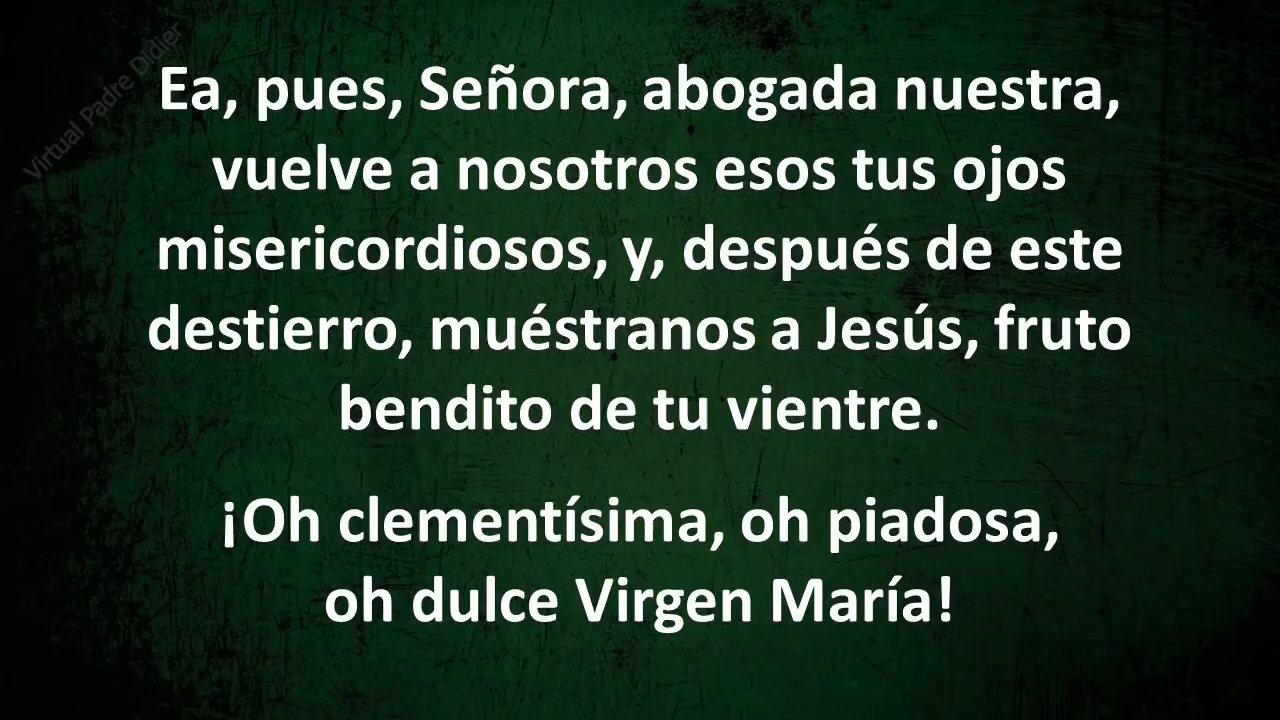 Virtual Padre Didier
Ea, pues, Señora, abogada nuestra,
vuelve a nosotros esos tus ojos
misericordiosos, y, después de este
destierro, muéstranos a Jesús, fruto
bendito de tu vientre.
¡Oh clementísima, oh piadosa,
oh dulce Virgen María!